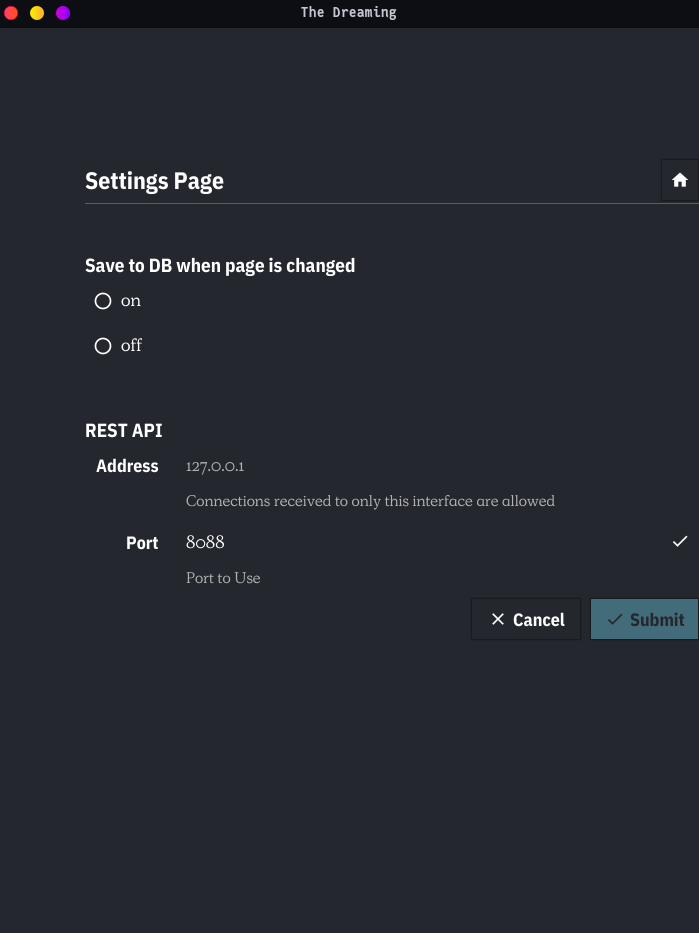 The Dreaming
Settings Page
Save to DB when page is changed
on
off
REST API
Address 127.0.0.1
Connections received to only this interface are allowed
Port 8088
Port to Use
Cancel Submit